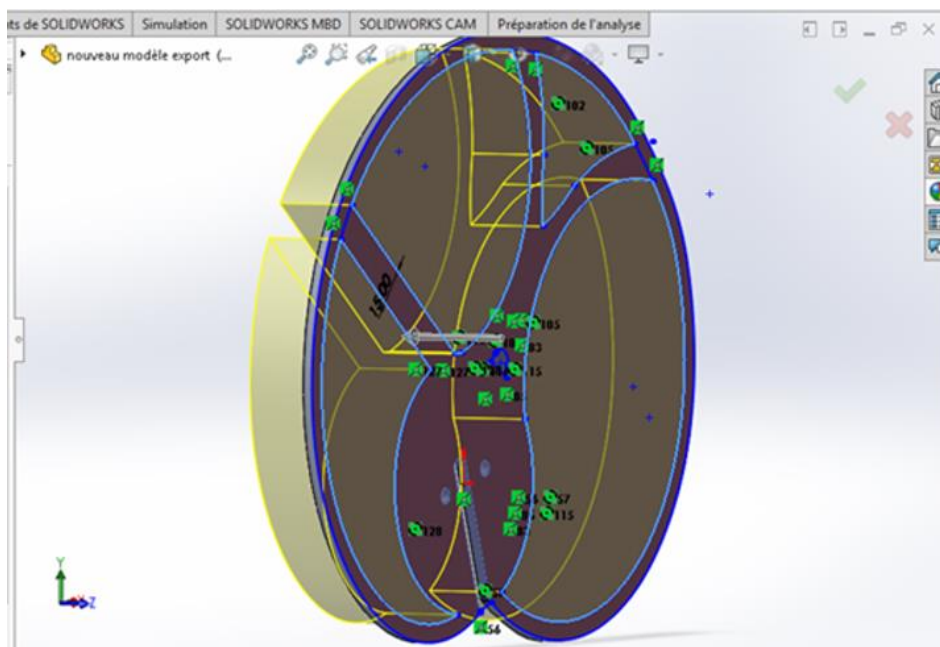 ts de SOLIDWORKS Simulation SOLIDWORKS MBD SOLIDWORKS CAM Préparation de l'analyse
nouveau modèle export (...
102
105
15.00
105
15
57
115
128
56
Y
Z